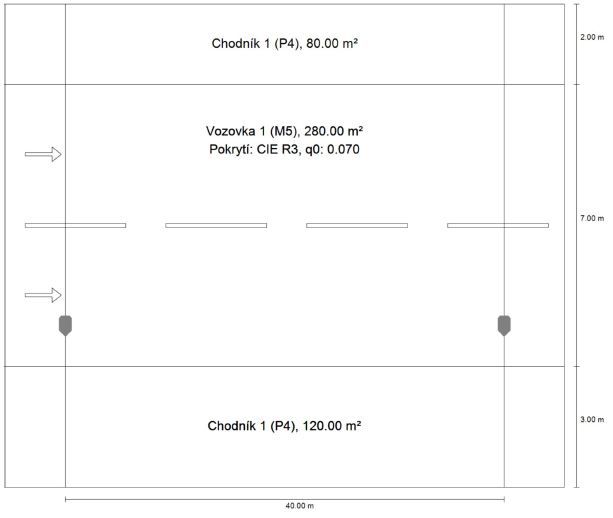 Chodník 1 (P4), 80.00 m²
2.00 m
Vozovka 1 (M5), 280.00 m²
Pokrytí: CIE R3, q0: 0.070
7.00 m
Chodník 1 (P4), 120.00 m²
3.00 m
40.00 m